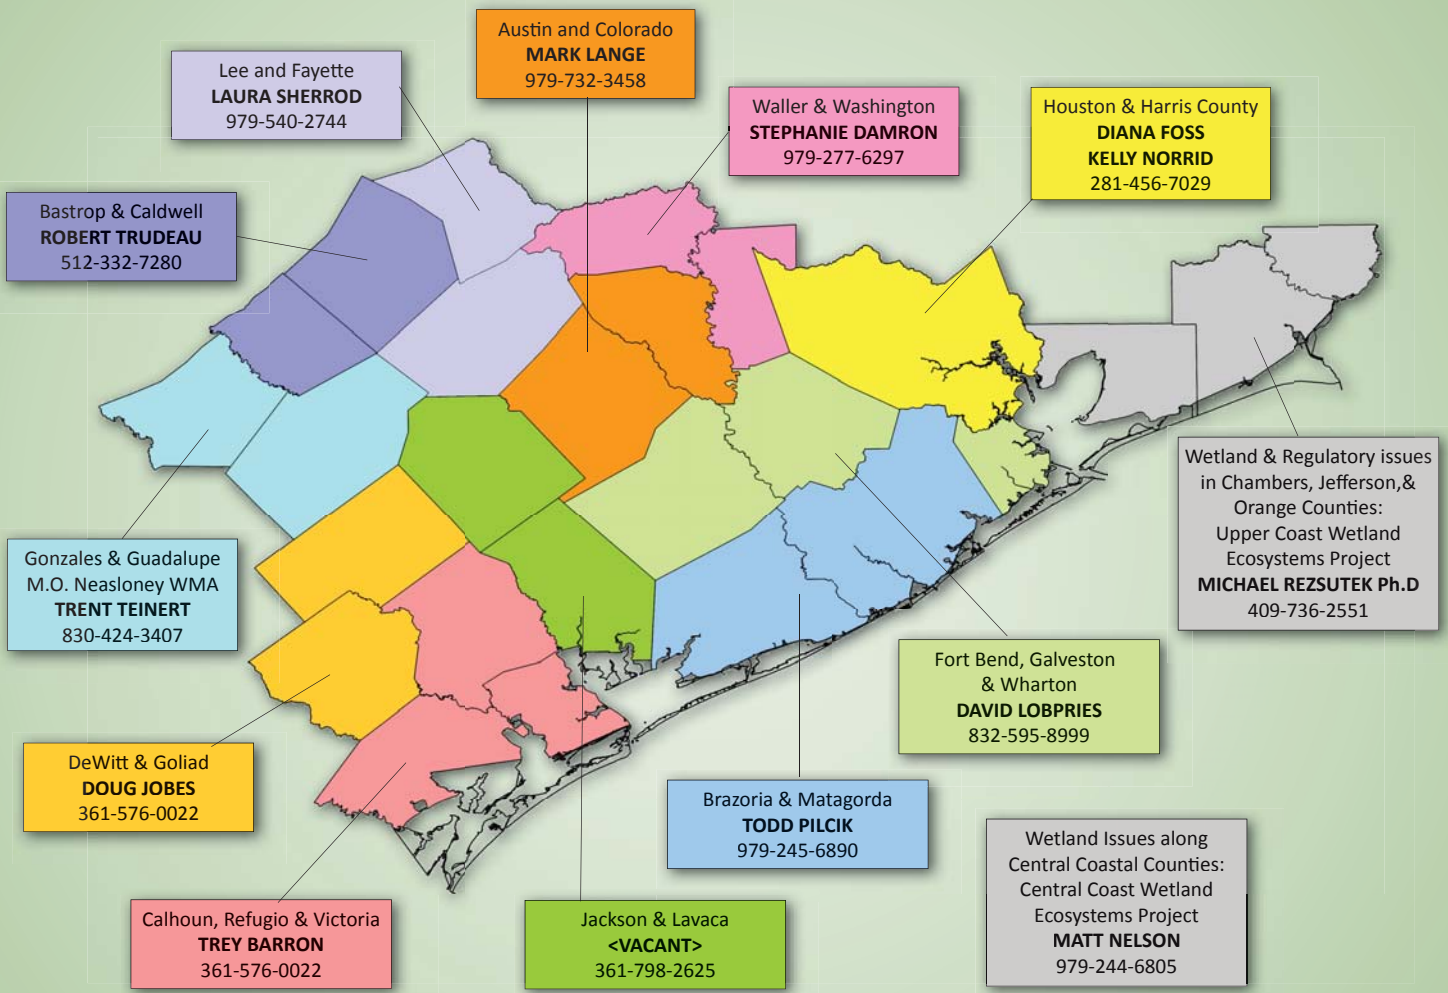 Austin and Colorado
MARK LANGE
979-732-3458
Lee and Fayette
LAURA SHERROD
979-540-2744
Waller & Washington
STEPHANIE DAMRON
979-277-6297
Houston & Harris County
DIANA FOSS
KELLY NORRID
281-456-7029
Bastrop & Caldwell
ROBERT TRUDEAU
512-332-7280
Wetland & Regulatory issues
in Chambers, Jefferson,&
Orange Counties:
Upper Coast Wetland
Ecosystems Project
MICHAEL REZSUTEK Ph.D
409-736-2551
Gonzales & Guadalupe
M.O. Neasloney WMA
TRENT TEINERT
830-424-3407
Fort Bend, Galveston
& Wharton
DAVID LOBPRIES
832-595-8999
DeWitt & Goliad
DOUG JOBES
361-576-0022
Brazoria & Matagorda
TODD PILCIK
979-245-6890
Wetland Issues along
Central Coastal Counties:
Central Coast Wetland
Ecosystems Project
MATT NELSON
979-244-6805
Calhoun, Refugio & Victoria
TREY BARRON
361-576-0022
Jackson & Lavaca
<VACANT>
361-798-2625